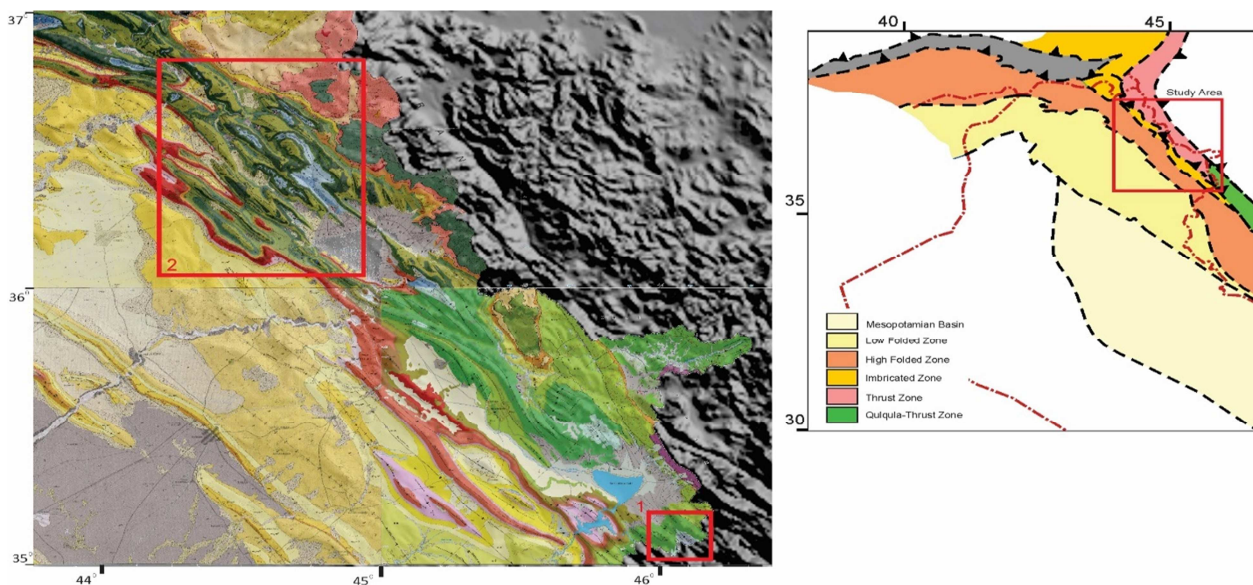 37°
36°
35°
44°
45°
46°
2
1
40
45
35
30
Study Area
Mesopotamian Basin
Low Folded Zone
High Folded Zone
Imbricated Zone
Thrust Zone
Qulqula-Thrust Zone